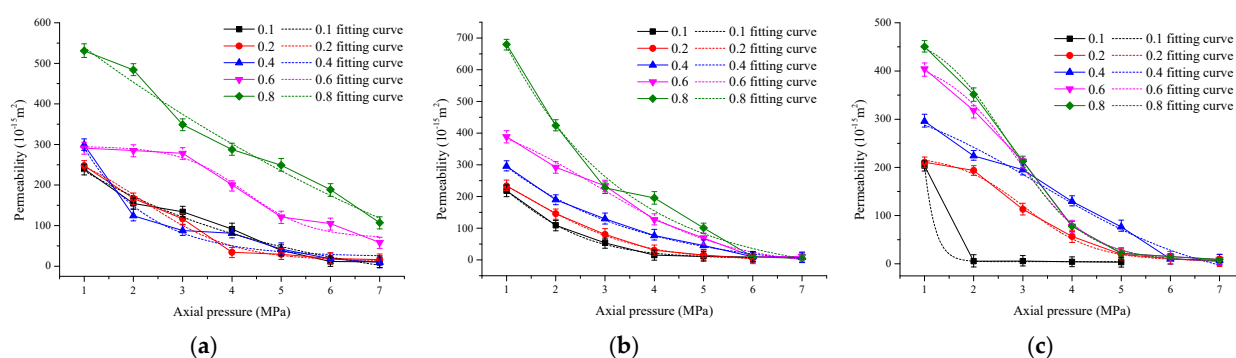 0.1 0.1 fitting curve
0.2 0.2 fitting curve
0.4 0.4 fitting curve
0.6 0.6 fitting curve
0.8 0.8 fitting curve
Permeability (10⁻¹⁵m²)
600
500
400
300
200
100
0
1 2 3 4 5 6 7
Axial pressure (MPa)
(a)
0.1 0.1 fitting curve
0.2 0.2 fitting curve
0.4 0.4 fitting curve
0.6 0.6 fitting curve
0.8 0.8 fitting curve
Permeability (10⁻¹⁵m²)
700
600
500
400
300
200
100
0
1 2 3 4 5 6 7
Axial pressure (MPa)
(b)
0.1 0.1 fitting curve
0.2 0.2 fitting curve
0.4 0.4 fitting curve
0.6 0.6 fitting curve
0.8 0.8 fitting curve
Permeability (10⁻¹⁵m²)
500
400
300
200
100
0
1 2 3 4 5 6 7
Axial pressure (MPa)
(c)